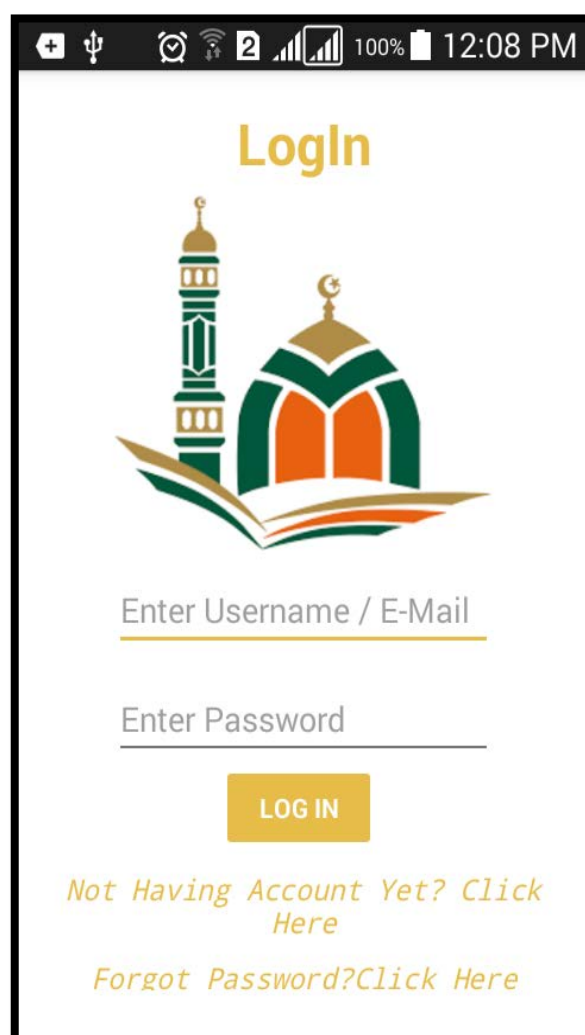 2 100% 12:08 PM
LogIn
Enter Username / E-Mail
Enter Password
LOG IN
Not Having Account Yet? Click
Here
Forgot Password?Click Here